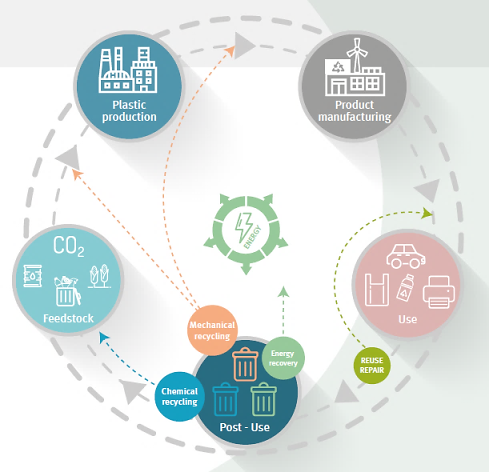 Plastic
production
Product
manufacturing
CO₂
Feedstock
ENERGY
Use
Mechanical
recycling
Energy
recovery
REUSE
REPAIR
Chemical
recycling
Post - Use